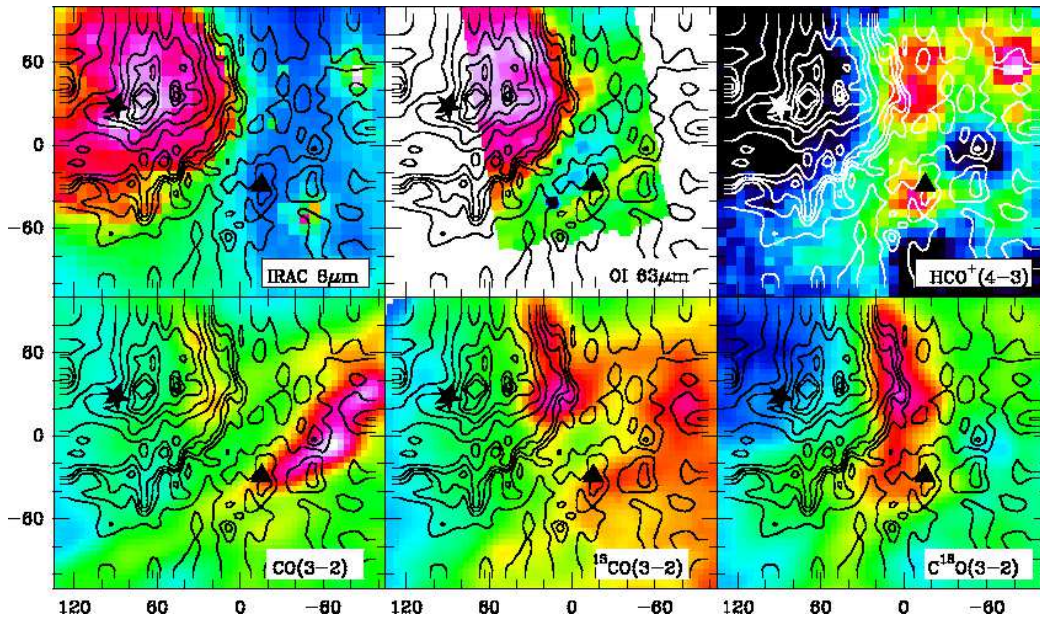 60
0
−60
IRAC 8μm
OI 63μm
HCO⁺(4−3)
60
0
−60
CO(3−2)
¹³CO(3−2)
C¹⁸O(3−2)
120 60 0 −60 120 60 0 −60 120 60 0 −60